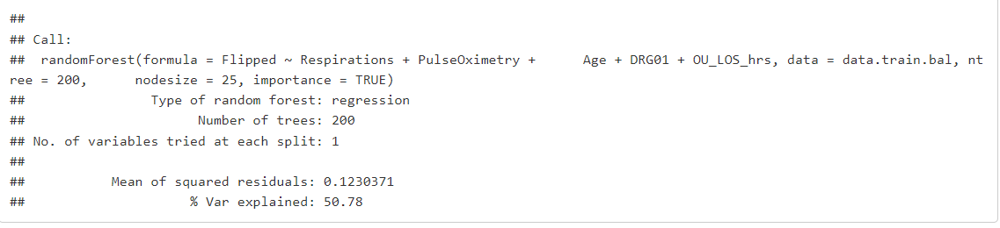 ##
## Call:
##  randomForest(formula = Flipped ~ Respirations + PulseOximetry +      Age + DRG01 + OU_LOS_hrs, data = data.train.bal, nt
ree = 200,      nodesize = 25, importance = TRUE)
##                Type of random forest: regression
##                      Number of trees: 200
## No. of variables tried at each split: 1
##
##           Mean of squared residuals: 0.1230371
##                     % Var explained: 50.78